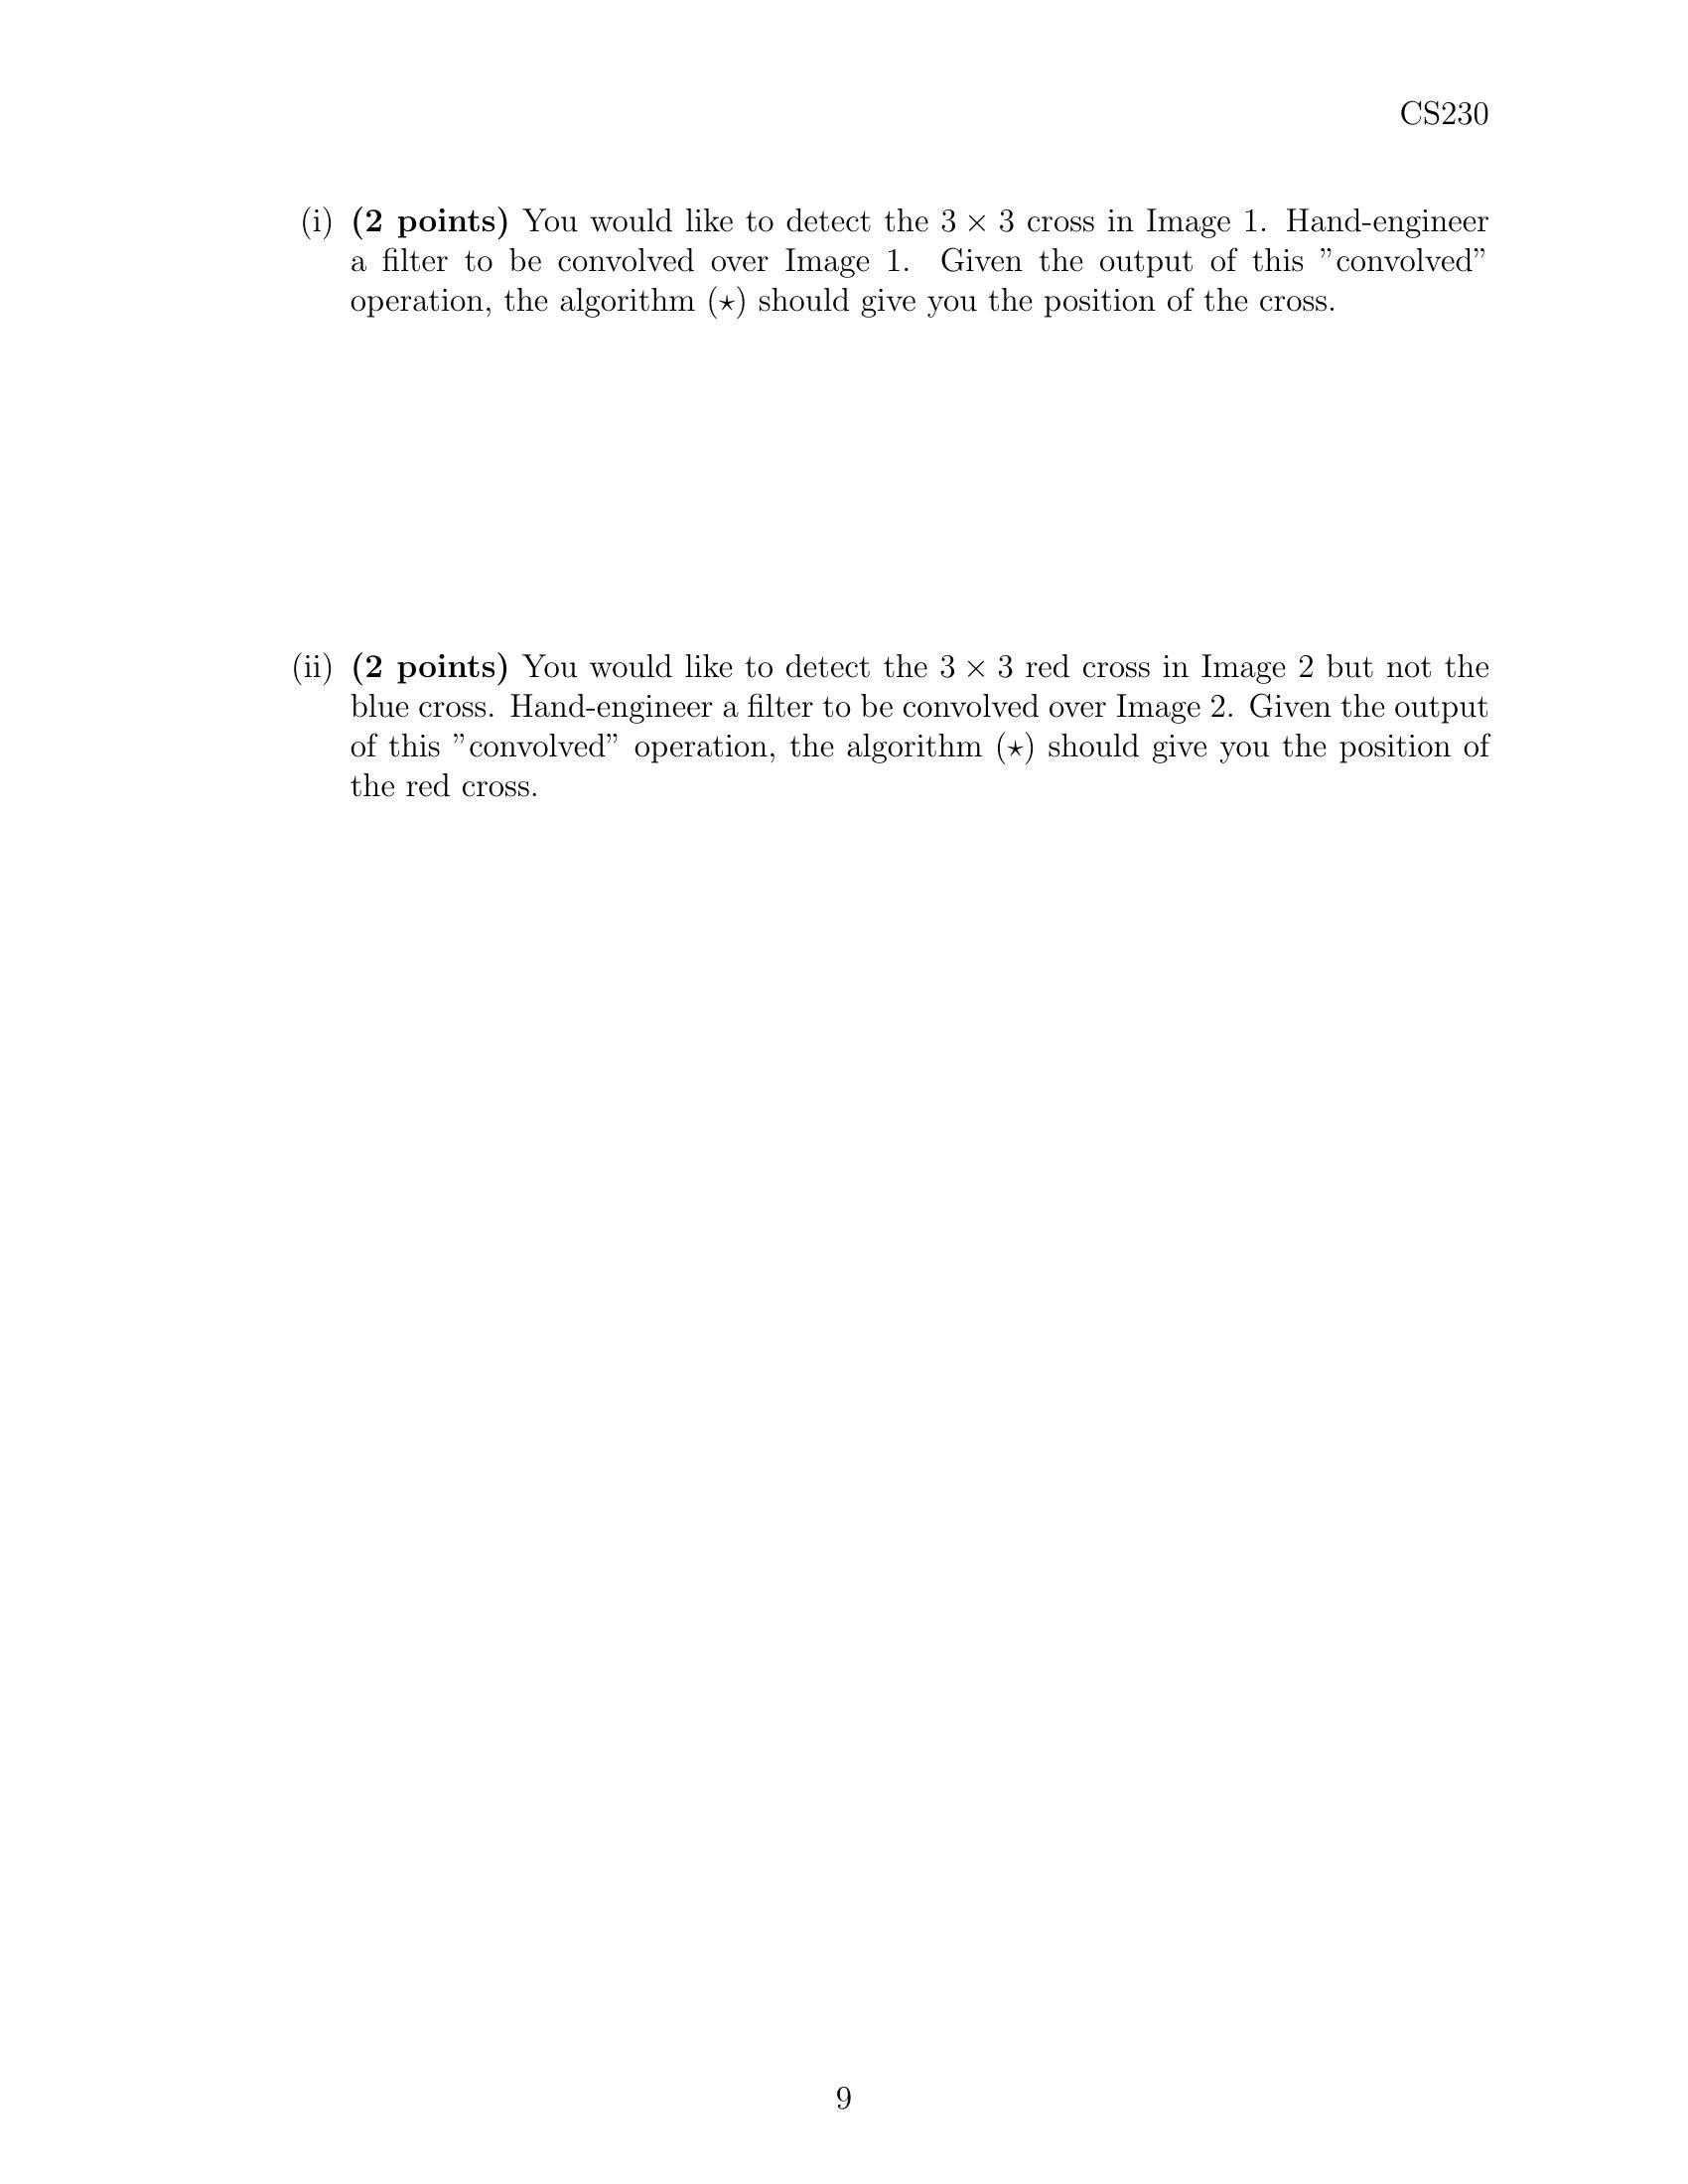 CS230
(i) (2 points) You would like to detect the 3 × 3 cross in Image 1. Hand-engineer
a filter to be convolved over Image 1. Given the output of this ”convolved”
operation, the algorithm (⋆) should give you the position of the cross.
(ii) (2 points) You would like to detect the 3 × 3 red cross in Image 2 but not the
blue cross. Hand-engineer a filter to be convolved over Image 2. Given the output
of this ”convolved” operation, the algorithm (⋆) should give you the position of
the red cross.
9